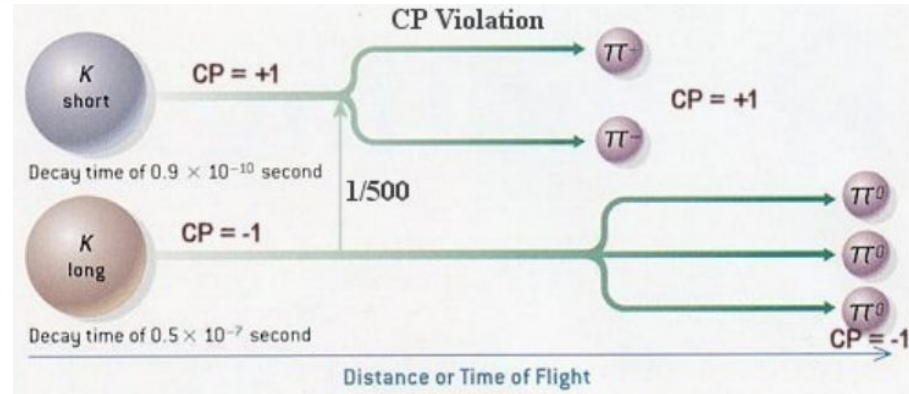 CP Violation
K
short
CP = +1
π⁻
π⁻
CP = +1
Decay time of 0.9 × 10⁻¹⁰ second
1/500
K
long
CP = -1
π⁰
π⁰
π⁰
CP = -1
Decay time of 0.5 × 10⁻⁷ second
Distance or Time of Flight